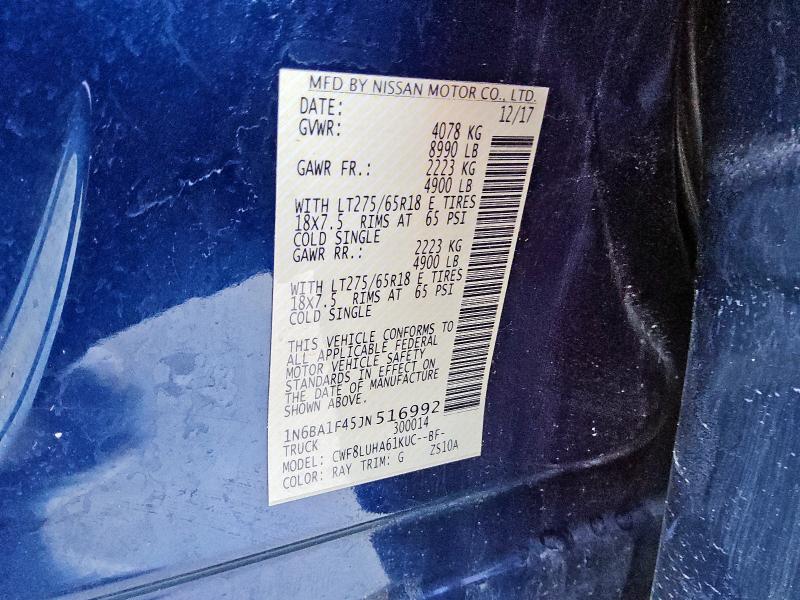 MFD BY NISSAN MOTOR CO., LTD.
DATE: 12/17
GVWR: 4078 KG
8990 LB
GAWR FR.: 2223 KG
4900 LB
WITH LT275/65R18 E TIRES
18X7.5 RIMS AT 65 PSI
COLD SINGLE
GAWR RR.: 2223 KG
4900 LB
WITH LT275/65R18 E TIRES
18X7.5 RIMS AT 65 PSI
COLD SINGLE
THIS VEHICLE CONFORMS TO
ALL APPLICABLE FEDERAL
MOTOR VEHICLE SAFETY
STANDARDS IN EFFECT ON
THE DATE OF MANUFACTURE
SHOWN ABOVE.
1N6BA1F45JN516992
TRUCK 300014
MODEL: CWF8LUHA61KUC--BF-
COLOR: RAY TRIM: G ZS10A